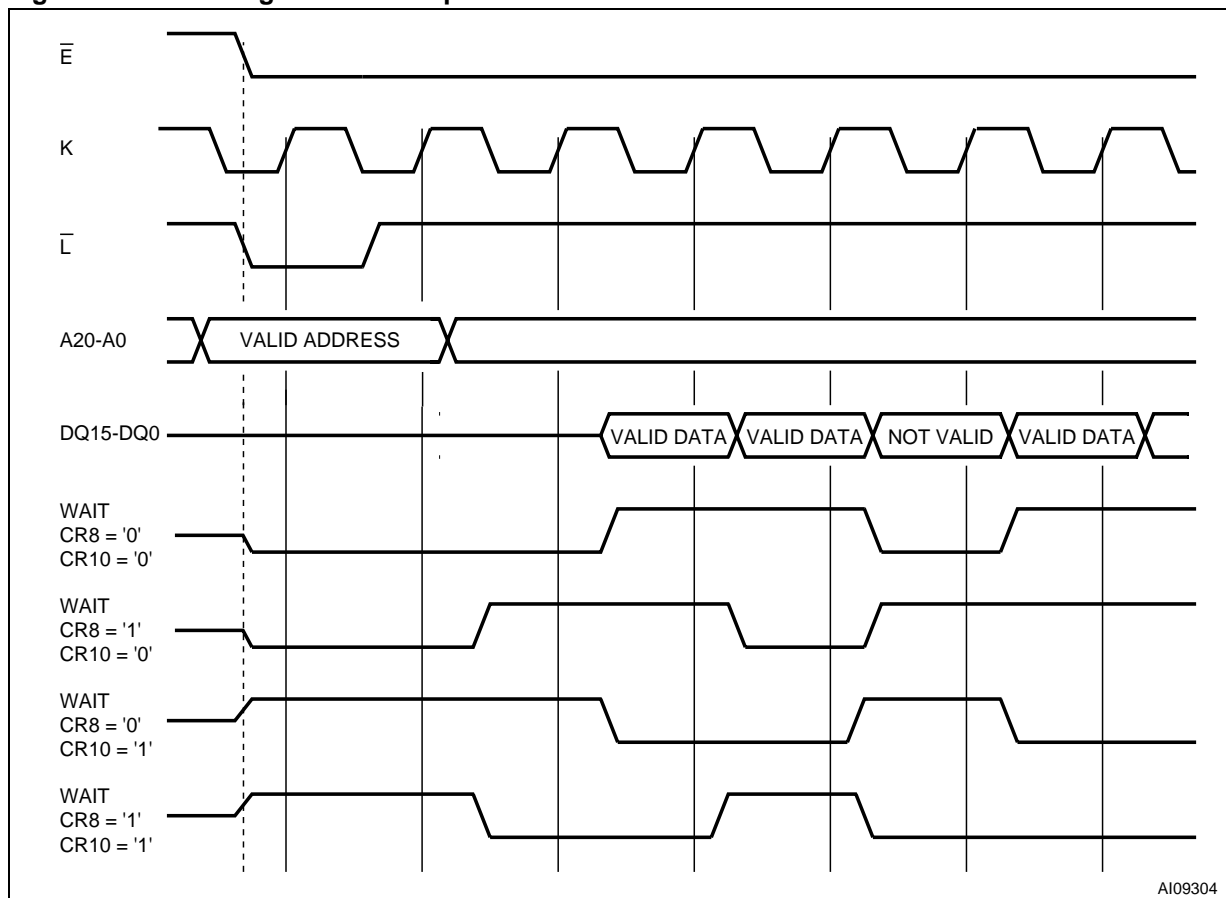 E
K
L
A20-A0
VALID ADDRESS
DQ15-DQ0
VALID DATA
VALID DATA
NOT VALID
VALID DATA
WAIT
CR8 = '0'
CR10 = '0'
WAIT
CR8 = '1'
CR10 = '0'
WAIT
CR8 = '0'
CR10 = '1'
WAIT
CR8 = '1'
CR10 = '1'
AI09304